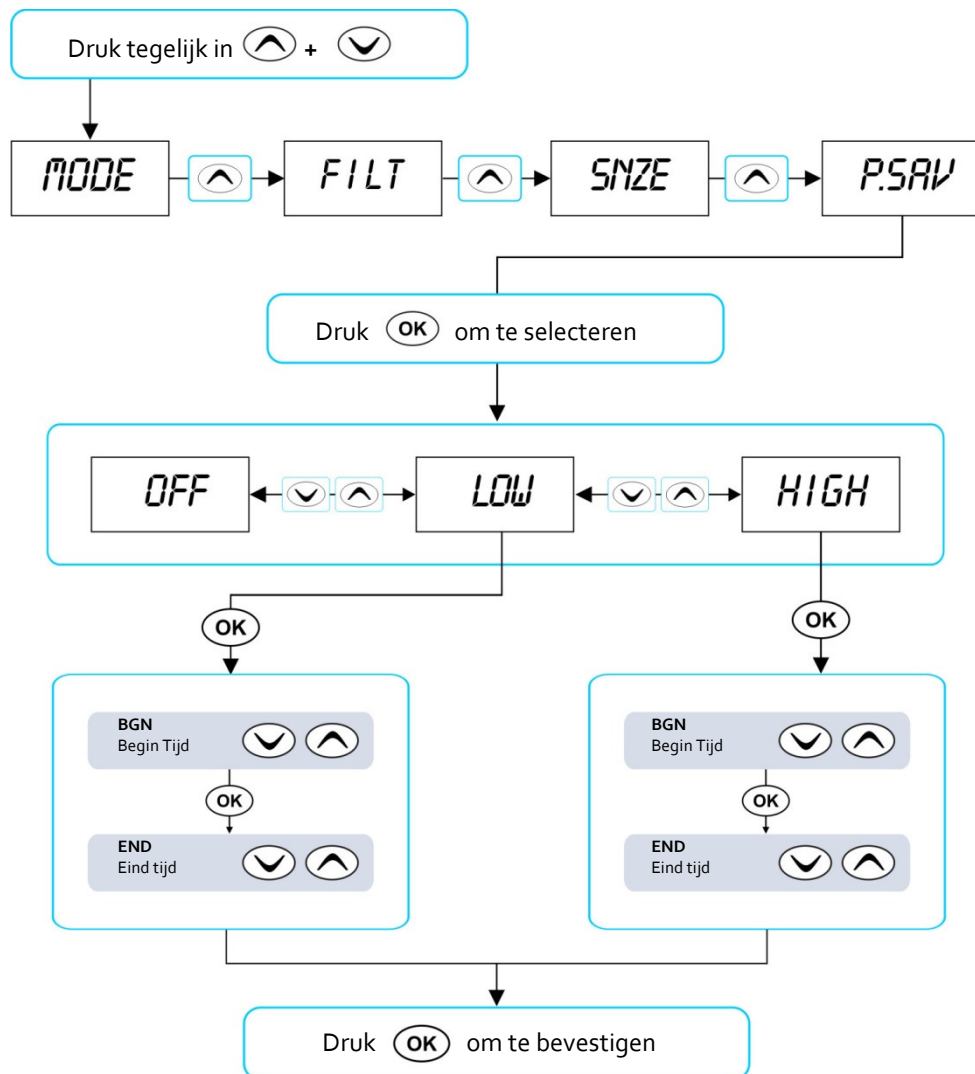 Druk tegelijk in +
MODE
FILT
SNZE
P.SAV
Druk OK om te selecteren
OFF
LOW
HIGH
OK
OK
BGN
Begin Tijd
OK
END
Eind tijd
BGN
Begin Tijd
OK
END
Eind tijd
Druk OK om te bevestigen